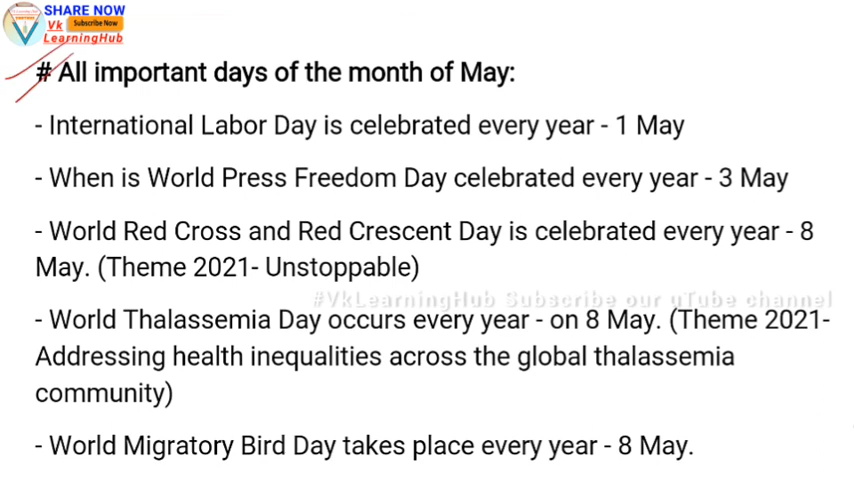 SHARE NOW
Vk Subscribe Now
LearningHub
# All important days of the month of May:
- International Labor Day is celebrated every year - 1 May
- When is World Press Freedom Day celebrated every year - 3 May
- World Red Cross and Red Crescent Day is celebrated every year - 8
May. (Theme 2021- Unstoppable)
#VkLearningHub Subscribe our uTube channel
- World Thalassemia Day occurs every year - on 8 May. (Theme 2021-
Addressing health inequalities across the global thalassemia
community)
- World Migratory Bird Day takes place every year - 8 May.